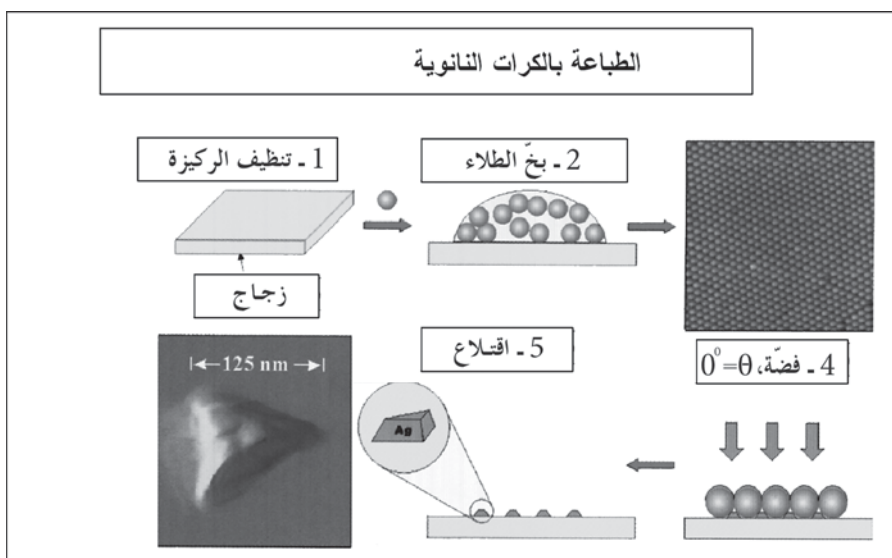 الطباعة بالكرات النانوية
1 ـ تنظيف الركيزة
2 ـ بخّ الطلاء
زجاج
4 ـ فضّة، θ=0°
5 ـ اقتلاع
125 nm
Ag